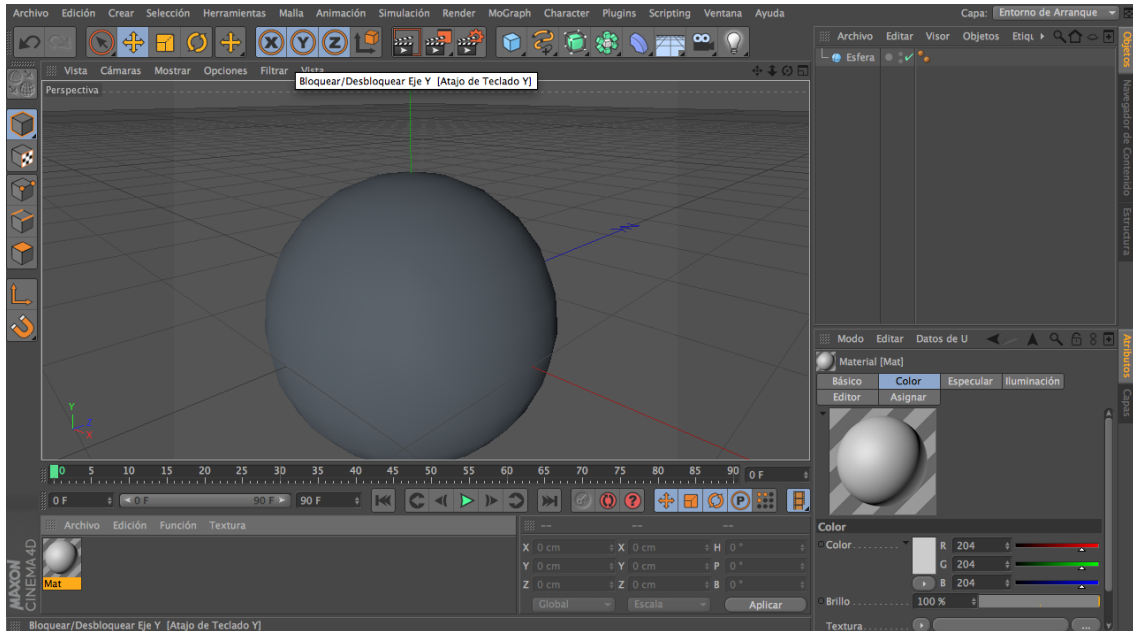 Archivo Edición Crear Selección Herramientas Malla Animación Simulación Render MoGraph Character Plugins Scripting Ventana Ayuda Capa: Entorno de Arranque
X Y Z
Vista Cámaras Mostrar Opciones Filtrar Vista
Bloquear/Desbloquear Eje Y [Atajo de Teclado Y]
Perspectiva
Y
Z
X
Archivo Editar Visor Objetos Etiqu
Esfera
Objetos
Navegador de Contenido
Estructura
0 5 10 15 20 25 30 35 40 45 50 55 60 65 70 75 80 85 90 0 F
0 F 0 F 90 F 90 F ? P
Archivo Edición Función Textura
Mat
MAXON
CINEMA 4D
-- -- --
X 0 cm X 0 cm H 0 °
Y 0 cm Y 0 cm P 0 °
Z 0 cm Z 0 cm B 0 °
Global Escala Aplicar
Modo Editar Datos de U
Material [Mat]
Básico Color Especular Iluminación
Editor Asignar
Color
Color R 204
G 204
B 204
Brillo 100 %
Textura ...
Atributos
Capas
Bloquear/Desbloquear Eje Y [Atajo de Teclado Y]